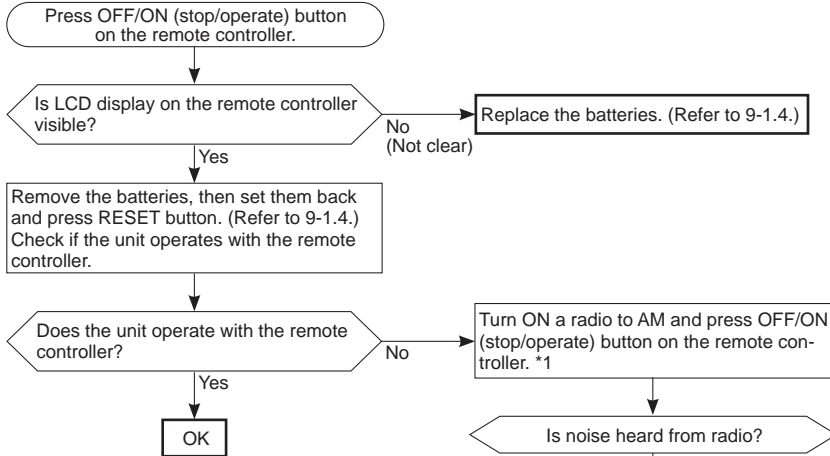 Press OFF/ON (stop/operate) button
on the remote controller.
Is LCD display on the remote controller
visible?
No
(Not clear)
Replace the batteries. (Refer to 9-1.4.)
Yes
Remove the batteries, then set them back
and press RESET button. (Refer to 9-1.4.)
Check if the unit operates with the remote
controller.
Does the unit operate with the remote
controller?
No
Turn ON a radio to AM and press OFF/ON
(stop/operate) button on the remote con-
troller. *1
Yes
OK
Is noise heard from radio?